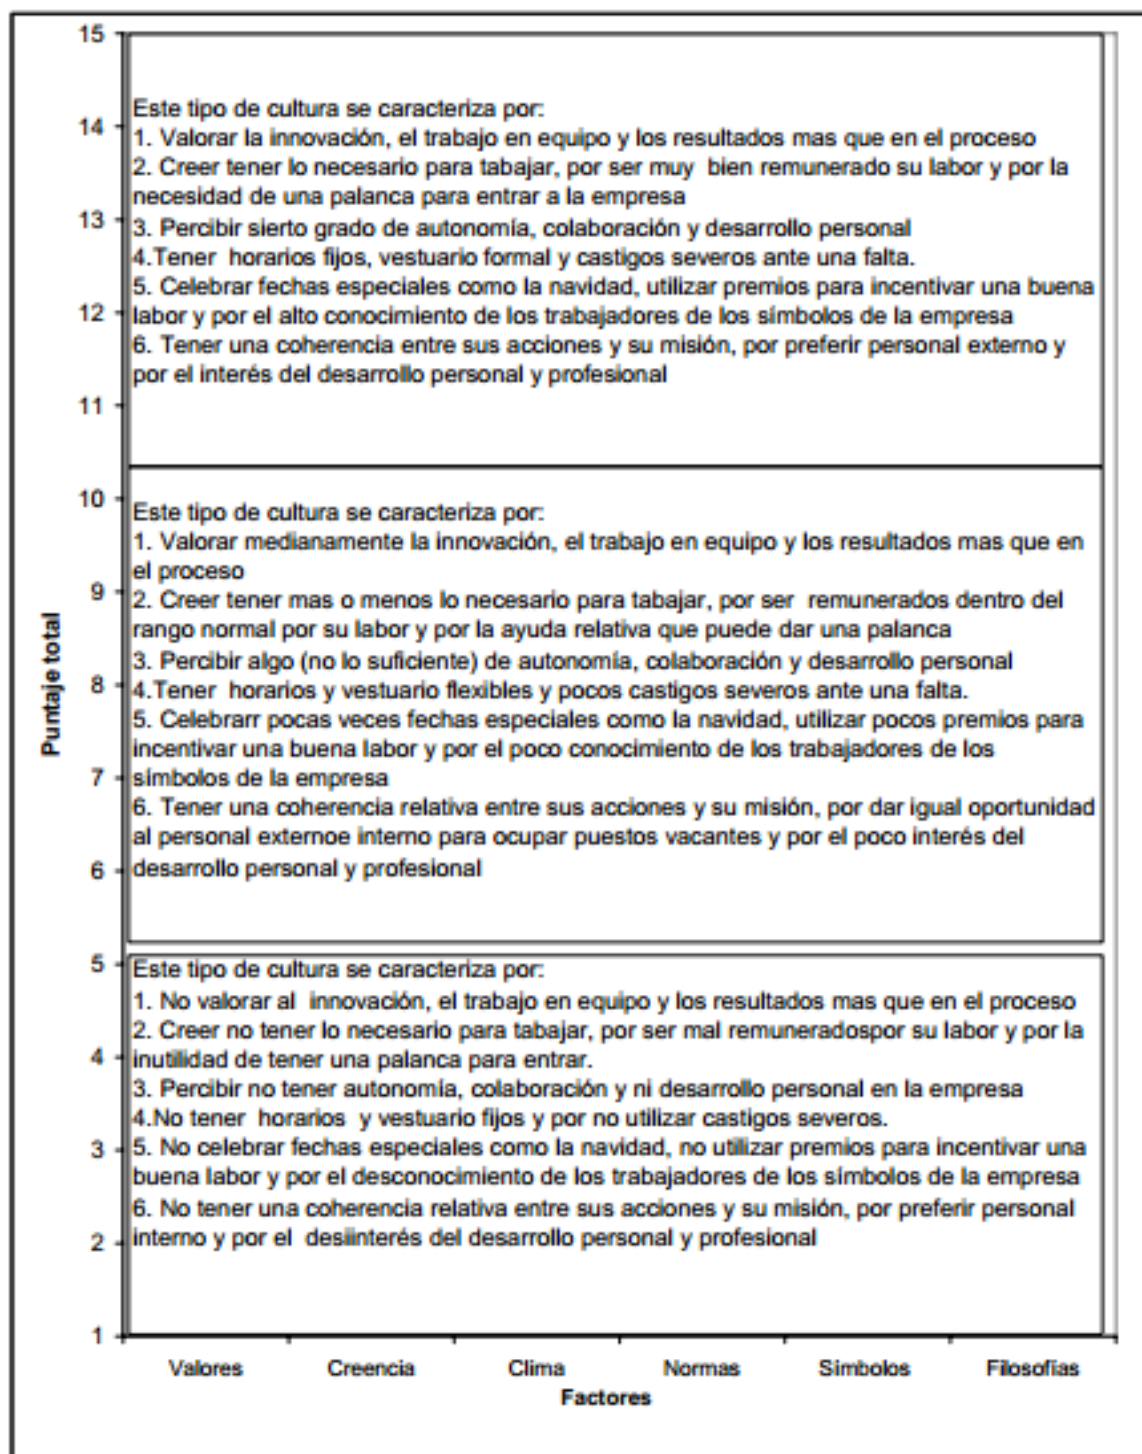 15
Este tipo de cultura se caracteriza por:
14
1. Valorar la innovación, el trabajo en equipo y los resultados mas que en el proceso
2. Creer tener lo necesario para tabajar, por ser muy bien remunerado su labor y por la
necesidad de una palanca para entrar a la empresa
13
3. Percibir sierto grado de autonomía, colaboración y desarrollo personal
4.Tener horarios fijos, vestuario formal y castigos severos ante una falta.
5. Celebrar fechas especiales como la navidad, utilizar premios para incentivar una buena
12
labor y por el alto conocimiento de los trabajadores de los símbolos de la empresa
6. Tener una coherencia entre sus acciones y su misión, por preferir personal externo y
por el interés del desarrollo personal y profesional
11
10
Este tipo de cultura se caracteriza por:
1. Valorar medianamente la innovación, el trabajo en equipo y los resultados mas que en
el proceso
9
2. Creer tener mas o menos lo necesario para tabajar, por ser remunerados dentro del
rango normal por su labor y por la ayuda relativa que puede dar una palanca
3. Percibir algo (no lo suficiente) de autonomía, colaboración y desarrollo personal
8
4.Tener horarios y vestuario flexibles y pocos castigos severos ante una falta.
5. Celebrarr pocas veces fechas especiales como la navidad, utilizar pocos premios para
incentivar una buena labor y por el poco conocimiento de los trabajadores de los
7
símbolos de la empresa
6. Tener una coherencia relativa entre sus acciones y su misión, por dar igual oportunidad
al personal externoe interno para ocupar puestos vacantes y por el poco interés del
6
desarrollo personal y profesional
5
Este tipo de cultura se caracteriza por:
1. No valorar al innovación, el trabajo en equipo y los resultados mas que en el proceso
2. Creer no tener lo necesario para tabajar, por ser mal remuneradospor su labor y por la
4
inutilidad de tener una palanca para entrar.
3. Percibir no tener autonomía, colaboración y ni desarrollo personal en la empresa
4.No tener horarios y vestuario fijos y por no utilizar castigos severos.
3
5. No celebrar fechas especiales como la navidad, no utilizar premios para incentivar una
buena labor y por el desconocimiento de los trabajadores de los símbolos de la empresa
6. No tener una coherencia relativa entre sus acciones y su misión, por preferir personal
2
interno y por el desiinterés del desarrollo personal y profesional
1
Puntaje total
Valores Creencia Clima Normas Símbolos Filosofías
Factores